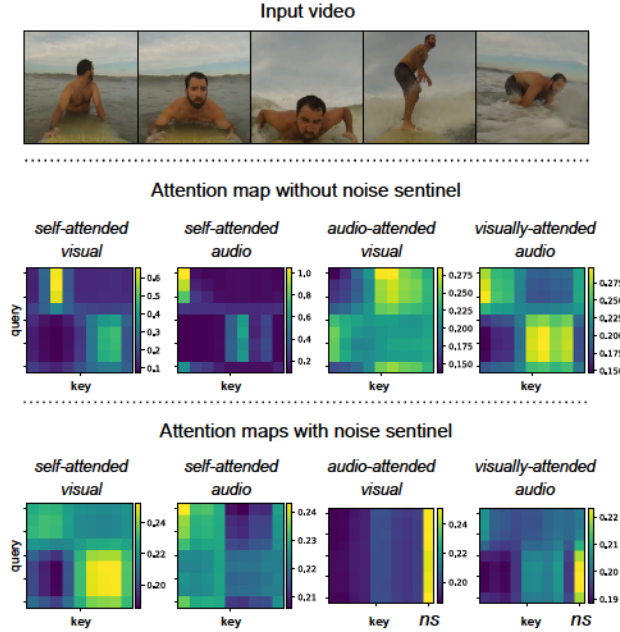 Input video
Attention map without noise sentinel
self-attended visual
self-attended audio
audio-attended visual
visually-attended audio
query
0.6
0.5
0.4
0.3
0.2
0.1
key
1.0
0.8
0.6
0.4
0.2
key
0.275
0.250
0.225
0.200
0.175
0.150
key
0.275
0.250
0.225
0.200
0.175
0.150
key
Attention maps with noise sentinel
self-attended visual
self-attended audio
audio-attended visual
visually-attended audio
query
0.24
0.22
0.20
key
0.24
0.23
0.22
0.21
key
0.24
0.22
0.20
key
ns
0.22
0.21
0.20
0.19
key
ns